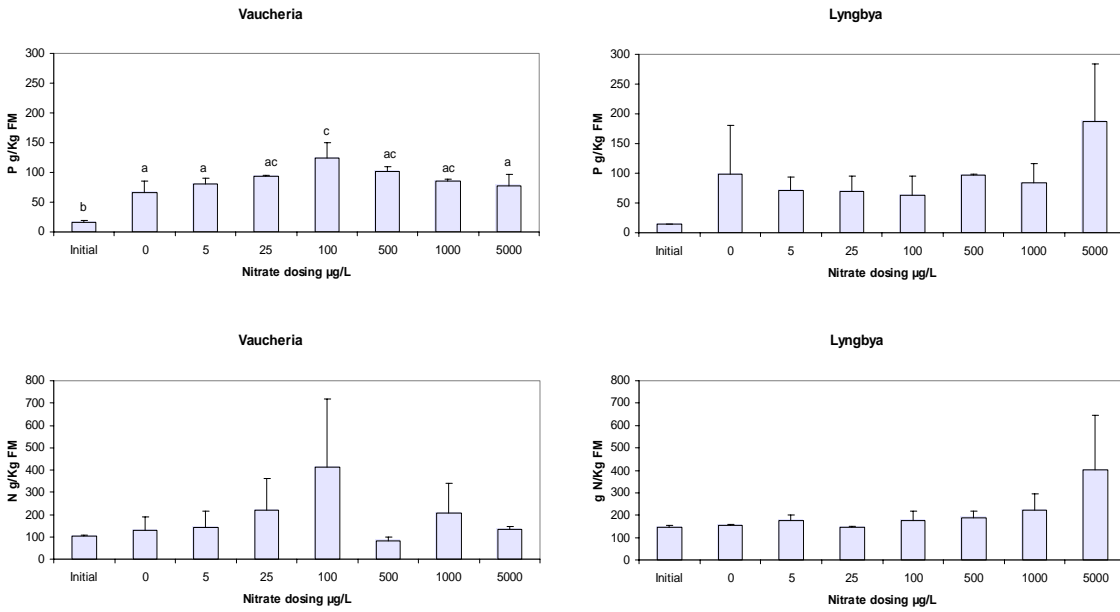 Vaucheria
P g/Kg FM
300
250
200
150
100
50
0
b
a
a
ac
c
ac
ac
a
Initial 0 5 25 100 500 1000 5000
Nitrate dosing µg/L
Lyngbya
P g/Kg FM
300
250
200
150
100
50
0
Initial 0 5 25 100 500 1000 5000
Nitrate dosing µg/L
Vaucheria
N g/Kg FM
800
700
600
500
400
300
200
100
0
Initial 0 5 25 100 500 1000 5000
Nitrate dosing µg/L
Lyngbya
g N/Kg FM
800
700
600
500
400
300
200
100
0
Initial 0 5 25 100 500 1000 5000
Nitrate dosing µg/L